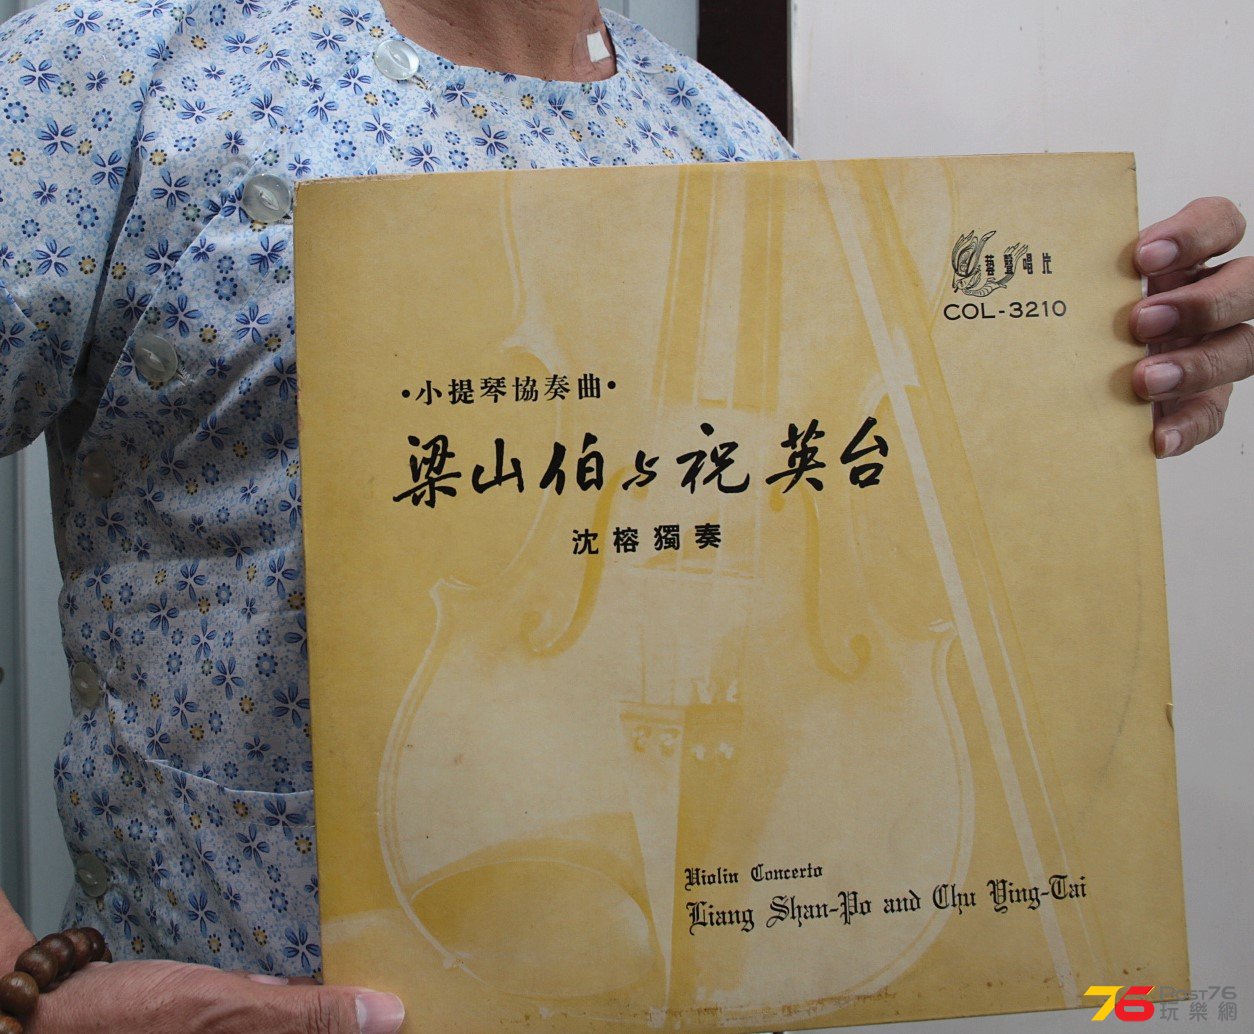 藝聲唱片
COL-3210
•小提琴協奏曲•
梁山伯与祝英台
沈榕獨奏
Violin Concerto
Liang Shan-Po and Chu Ying-Tai
76 Post76
玩樂網